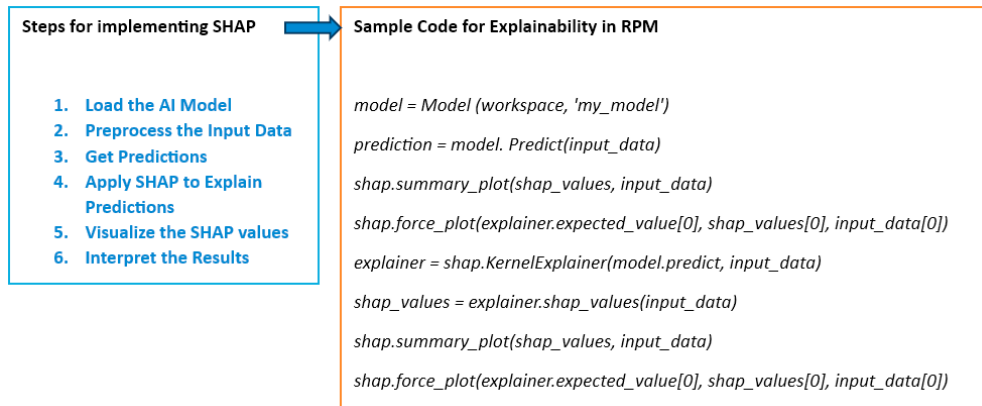 Steps for implementing SHAP
1. Load the AI Model
2. Preprocess the Input Data
3. Get Predictions
4. Apply SHAP to Explain
Predictions
5. Visualize the SHAP values
6. Interpret the Results
Sample Code for Explainability in RPM
model = Model (workspace, 'my_model')
prediction = model. Predict(input_data)
shap.summary_plot(shap_values, input_data)
shap.force_plot(explainer.expected_value[0], shap_values[0], input_data[0])
explainer = shap.KernelExplainer(model.predict, input_data)
shap_values = explainer.shap_values(input_data)
shap.summary_plot(shap_values, input_data)
shap.force_plot(explainer.expected_value[0], shap_values[0], input_data[0])